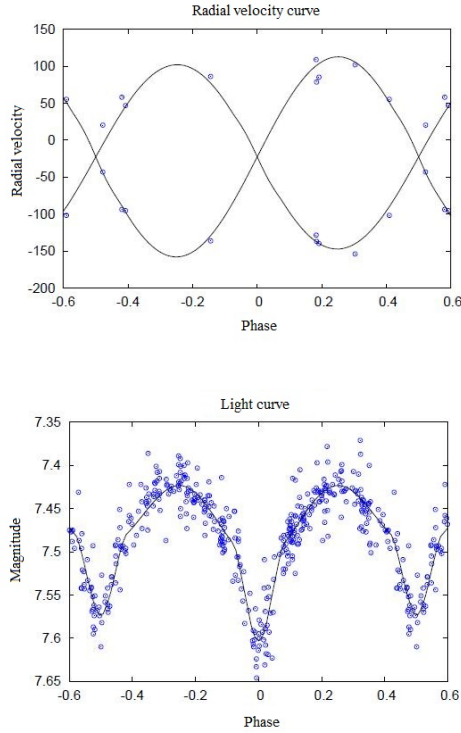 Radial velocity curve
150
100
50
0
-50
-100
-150
-200
Radial velocity
-0.6 -0.4 -0.2 0 0.2 0.4 0.6
Phase
Light curve
7.35
7.4
7.45
7.5
7.55
7.6
7.65
Magnitude
-0.6 -0.4 -0.2 0 0.2 0.4 0.6
Phase